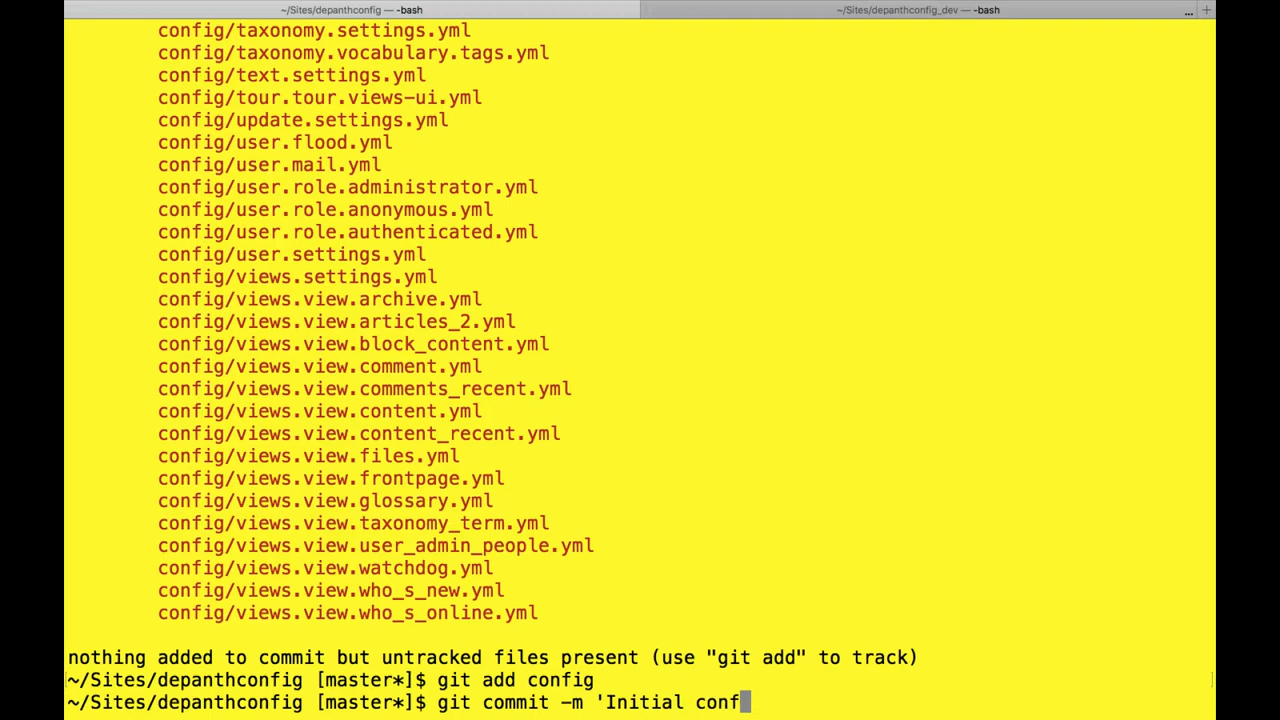 ~/Sites/depanthconfig — -bash
~/Sites/depanthconfig_dev — -bash
... +
config/taxonomy.settings.yml
config/taxonomy.vocabulary.tags.yml
config/text.settings.yml
config/tour.tour.views-ui.yml
config/update.settings.yml
config/user.flood.yml
config/user.mail.yml
config/user.role.administrator.yml
config/user.role.anonymous.yml
config/user.role.authenticated.yml
config/user.settings.yml
config/views.settings.yml
config/views.view.archive.yml
config/views.view.articles_2.yml
config/views.view.block_content.yml
config/views.view.comment.yml
config/views.view.comments_recent.yml
config/views.view.content.yml
config/views.view.content_recent.yml
config/views.view.files.yml
config/views.view.frontpage.yml
config/views.view.glossary.yml
config/views.view.taxonomy_term.yml
config/views.view.user_admin_people.yml
config/views.view.watchdog.yml
config/views.view.who_s_new.yml
config/views.view.who_s_online.yml
nothing added to commit but untracked files present (use "git add" to track)
~/Sites/depanthconfig [master*]$ git add config
~/Sites/depanthconfig [master*]$ git commit -m 'Initial conf